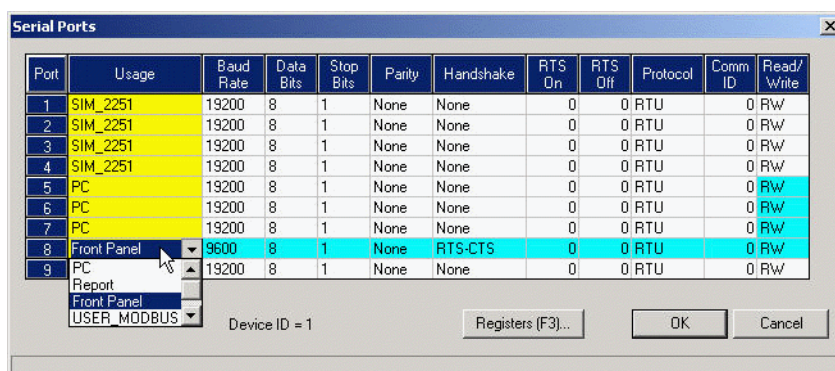 Serial Ports
Port Usage Baud Rate Data Bits Stop Bits Parity Handshake RTS On RTS Off Protocol Comm ID Read/Write
1 SIM_2251 19200 8 1 None None 0 0 RTU 0 RW
2 SIM_2251 19200 8 1 None None 0 0 RTU 0 RW
3 SIM_2251 19200 8 1 None None 0 0 RTU 0 RW
4 SIM_2251 19200 8 1 None None 0 0 RTU 0 RW
5 PC 19200 8 1 None None 0 0 RTU 0 RW
6 PC 19200 8 1 None None 0 0 RTU 0 RW
7 PC 19200 8 1 None None 0 0 RTU 0 RW
8 Front Panel 9600 8 1 None RTS-CTS 0 0 RTU 0 RW
9 PC 19200 8 1 None None 0 0 RTU 0 RW
Report
Front Panel
USER_MODBUS
Device ID = 1 Registers (F3)... OK Cancel